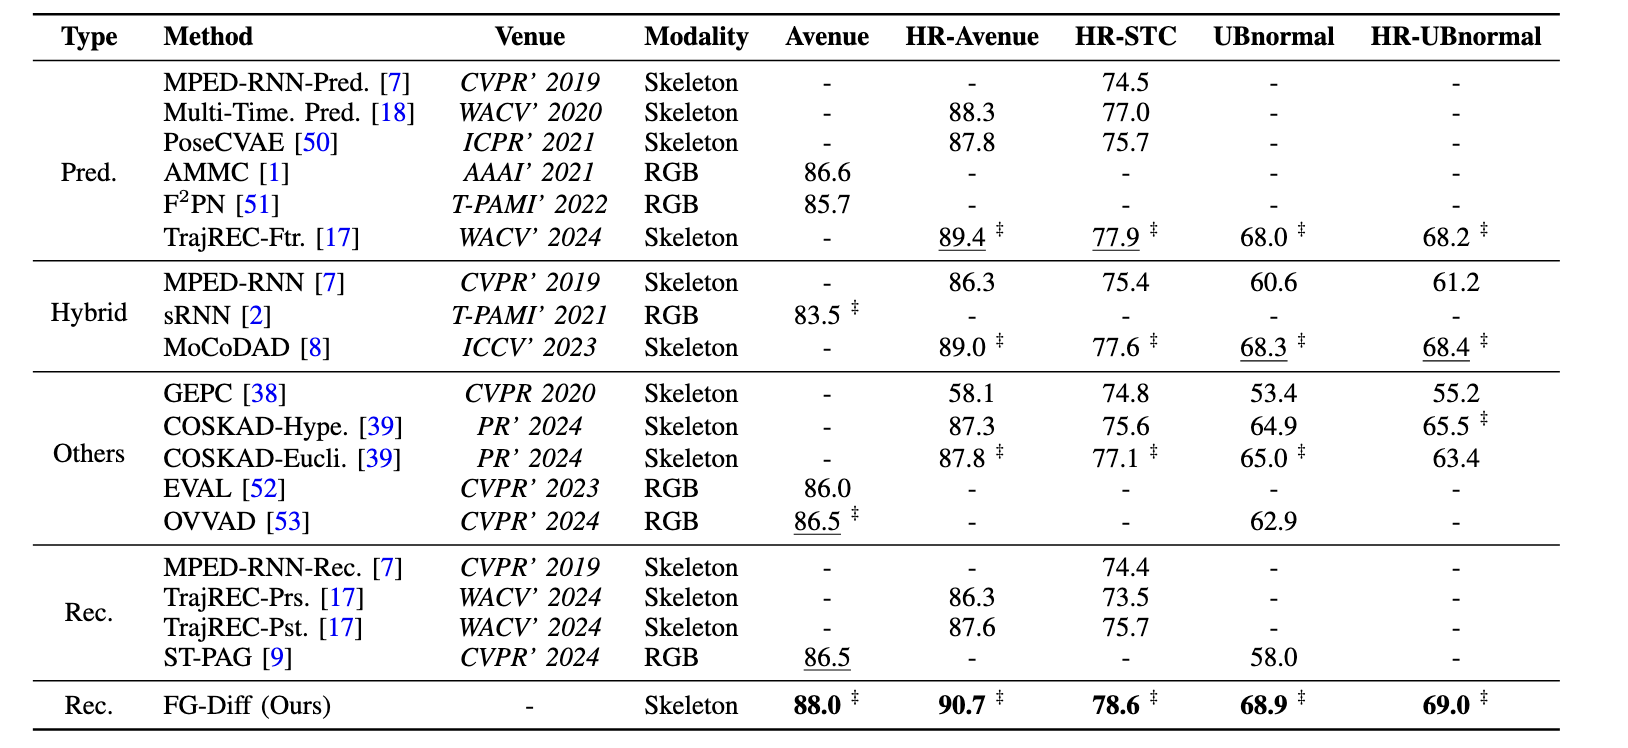 Type Method Venue Modality Avenue HR-Avenue HR-STC UBnormal HR-UBnormal
MPED-RNN-Pred. [7] CVPR' 2019 Skeleton - - 74.5 - -
Multi-Time. Pred. [18] WACV' 2020 Skeleton - 88.3 77.0 - -
PoseCVAE [50] ICPR' 2021 Skeleton - 87.8 75.7 - -
Pred. AMMC [1] AAAI' 2021 RGB 86.6 - - - -
F²PN [51] T-PAMI' 2022 RGB 85.7 - - - -
TrajREC-Ftr. [17] WACV' 2024 Skeleton - 89.4 ‡ 77.9 ‡ 68.0 ‡ 68.2 ‡
MPED-RNN [7] CVPR' 2019 Skeleton - 86.3 75.4 60.6 61.2
Hybrid sRNN [2] T-PAMI' 2021 RGB 83.5 ‡ - - - -
MoCoDAD [8] ICCV' 2023 Skeleton - 89.0 ‡ 77.6 ‡ 68.3 ‡ 68.4 ‡
GEPC [38] CVPR 2020 Skeleton - 58.1 74.8 53.4 55.2
COSKAD-Hype. [39] PR' 2024 Skeleton - 87.3 75.6 64.9 65.5 ‡
Others COSKAD-Eucli. [39] PR' 2024 Skeleton - 87.8 ‡ 77.1 ‡ 65.0 ‡ 63.4
EVAL [52] CVPR' 2023 RGB 86.0 - - - -
OVVAD [53] CVPR' 2024 RGB 86.5 ‡ - - 62.9 -
MPED-RNN-Rec. [7] CVPR' 2019 Skeleton - - 74.4 - -
Rec. TrajREC-Prs. [17] WACV' 2024 Skeleton - 86.3 73.5 - -
TrajREC-Pst. [17] WACV' 2024 Skeleton - 87.6 75.7 - -
ST-PAG [9] CVPR' 2024 RGB 86.5 - - 58.0 -
Rec. FG-Diff (Ours) - Skeleton 88.0 ‡ 90.7 ‡ 78.6 ‡ 68.9 ‡ 69.0 ‡